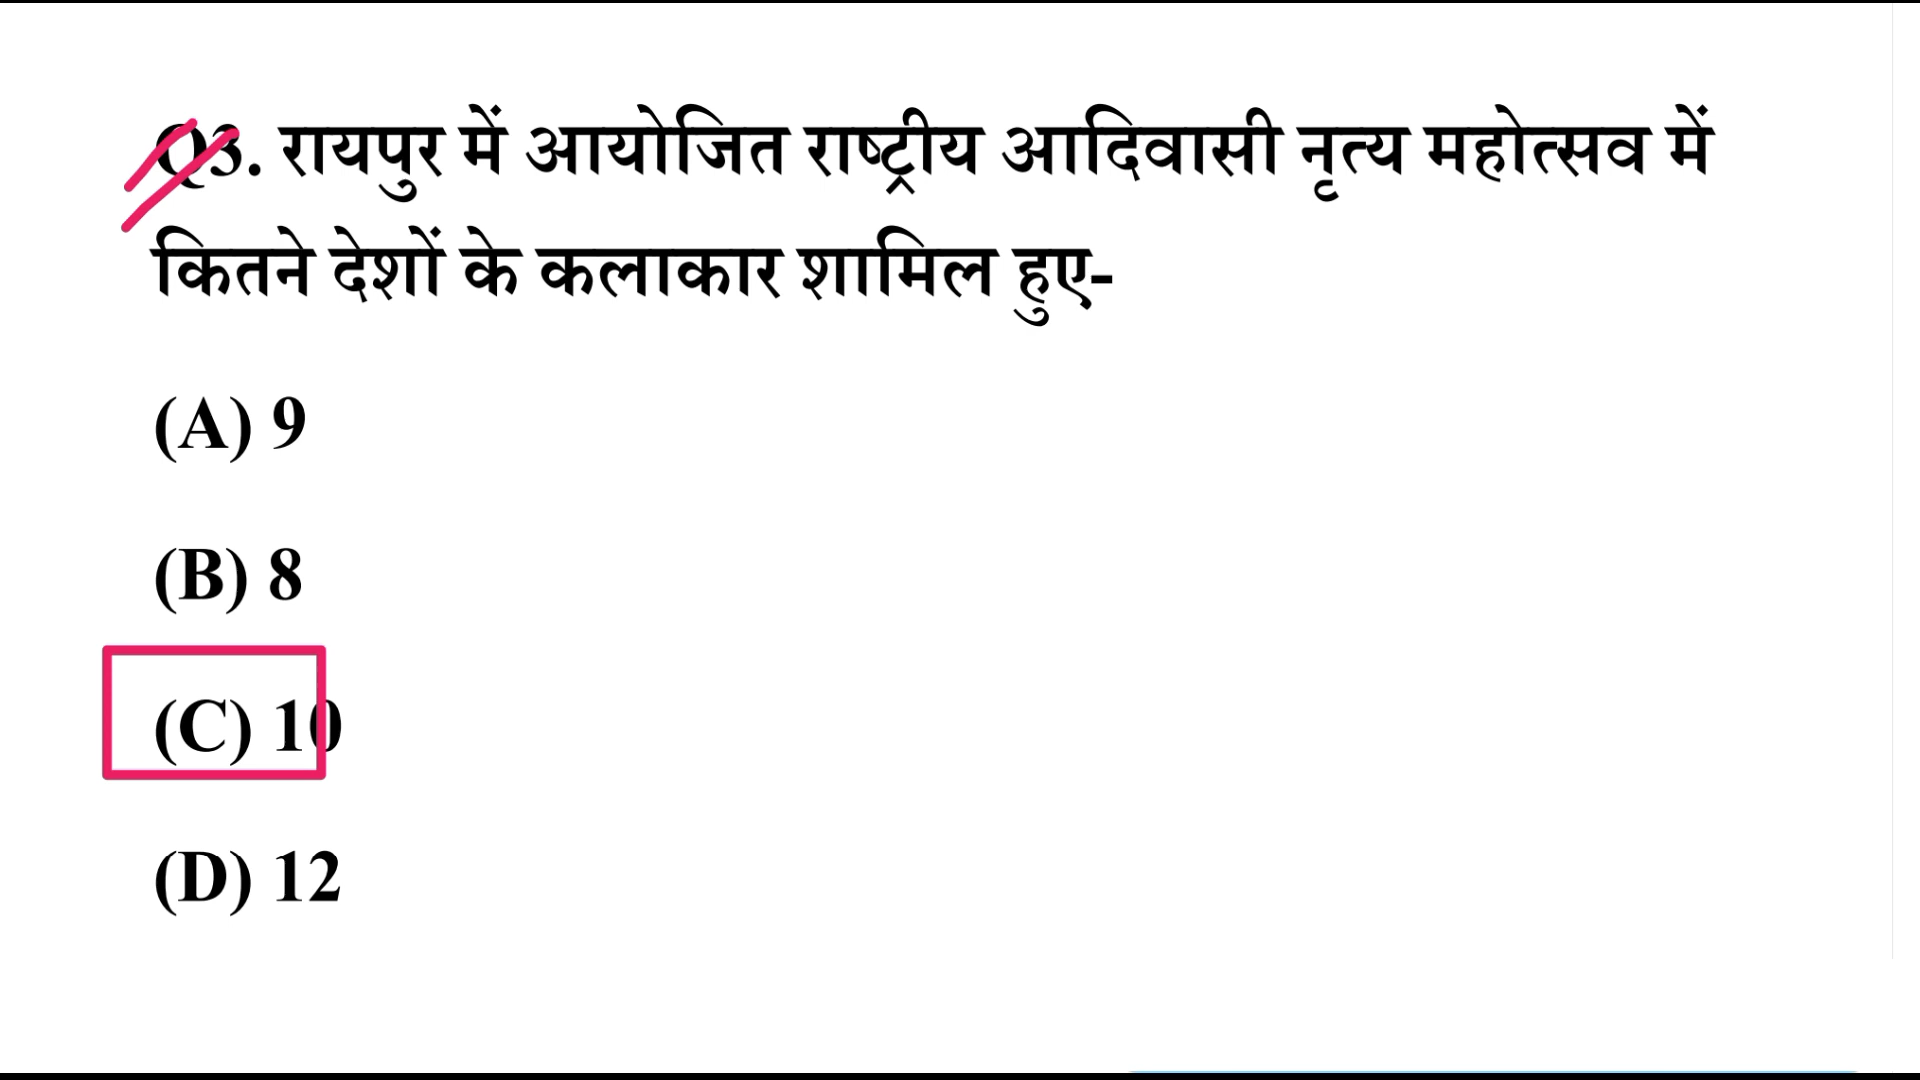 Q3. रायपुर में आयोजित राष्ट्रीय आदिवासी नृत्य महोत्सव में
कितने देशों के कलाकार शामिल हुए-
(A) 9
(B) 8
(C) 10
(D) 12